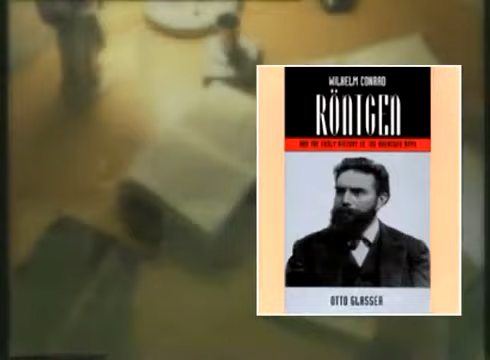 WILHELM CONRAD
RÖNTGEN
AND THE EARLY HISTORY OF THE ROENTGEN RAYS
OTTO GLASSER